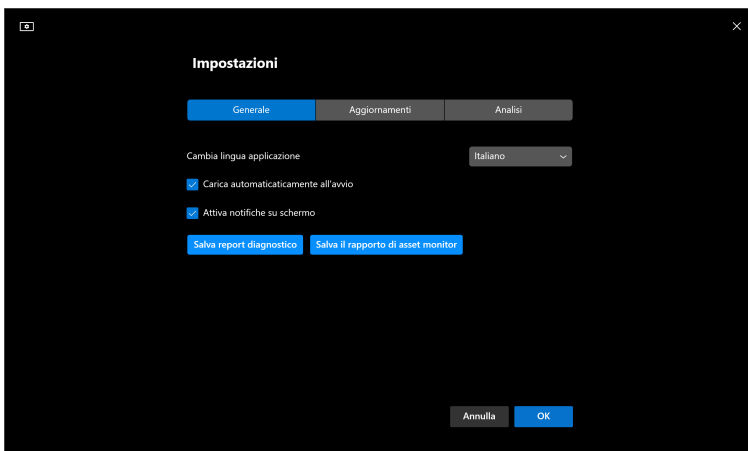 Impostazioni
Generale
Aggiornamenti
Analisi
Cambia lingua applicazione
Italiano
Carica automaticaticamente all'avvio
Attiva notifiche su schermo
Salva report diagnostico
Salva il rapporto di asset monitor
Annulla
OK